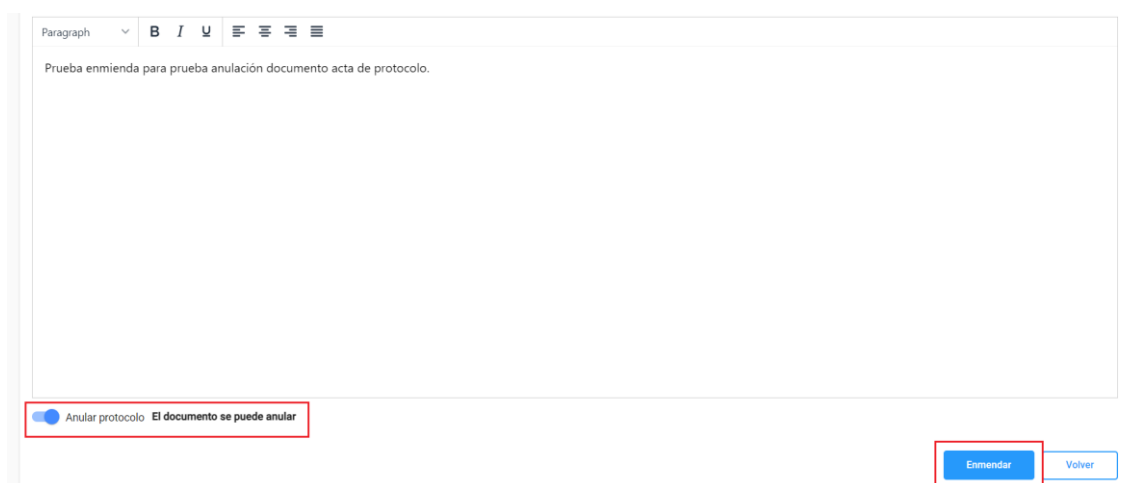 Paragraph B I U
Prueba enmienda para prueba anulación documento acta de protocolo.
Anular protocolo El documento se puede anular
Enmendar Volver